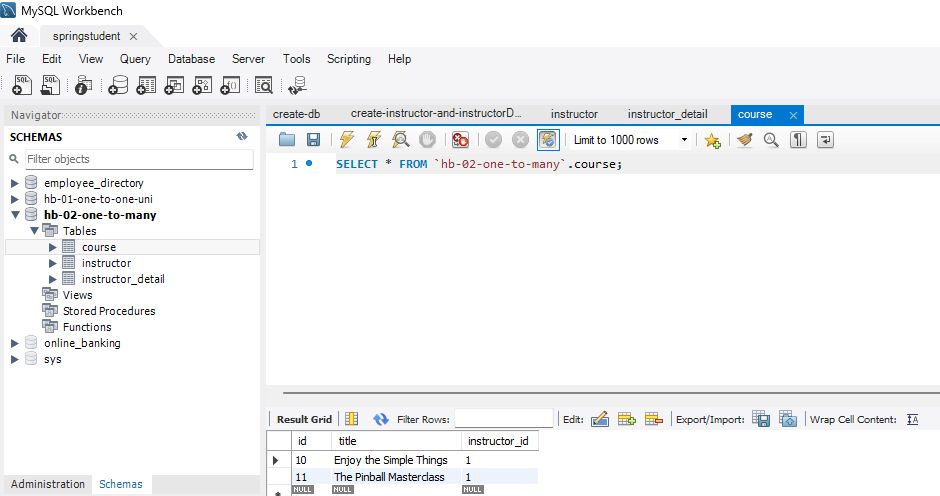 MySQL Workbench
springstudent
File Edit View Query Database Server Tools Scripting Help
Navigator
SCHEMAS
Filter objects
employee_directory
hb-01-one-to-one-uni
hb-02-one-to-many
Tables
course
instructor
instructor_detail
Views
Stored Procedures
Functions
online_banking
sys
Administration Schemas
create-db create-instructor-and-instructorD... instructor instructor_detail course
Limit to 1000 rows
1 SELECT * FROM `hb-02-one-to-many`.course;
Result Grid Filter Rows: Edit: Export/Import: Wrap Cell Content:
id title instructor_id
10 Enjoy the Simple Things 1
11 The Pinball Masterclass 1
NULL NULL NULL